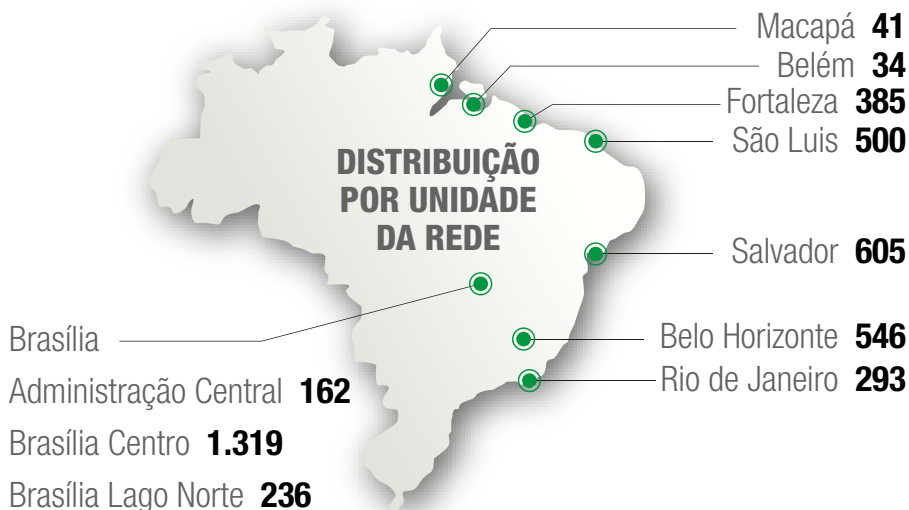 Macapá 41
Belém 34
Fortaleza 385
São Luis 500
DISTRIBUIÇÃO
POR UNIDADE
DA REDE
Salvador 605
Brasília
Belo Horizonte 546
Rio de Janeiro 293
Administração Central 162
Brasília Centro 1.319
Brasília Lago Norte 236